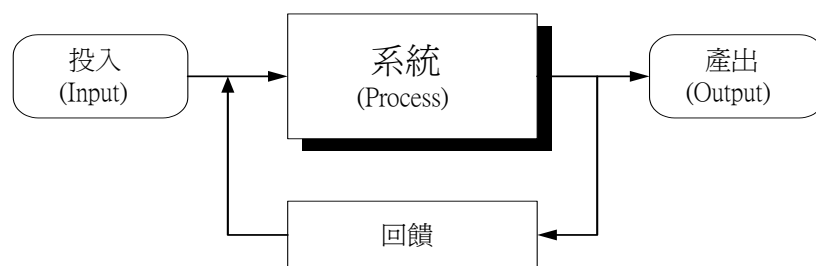 投入
(Input)
系統
(Process)
產出
(Output)
回饋